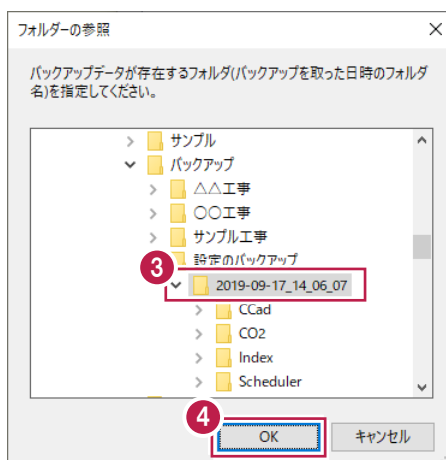 フォルダーの参照
バックアップデータが存在するフォルダ(バックアップを取った日時のフォルダ
名)を指定してください。
サンプル
バックアップ
△△工事
〇〇工事
サンプル工事
設定のバックアップ
3
2019-09-17_14_06_07
CCad
CO2
Index
Scheduler
4
OK
キャンセル